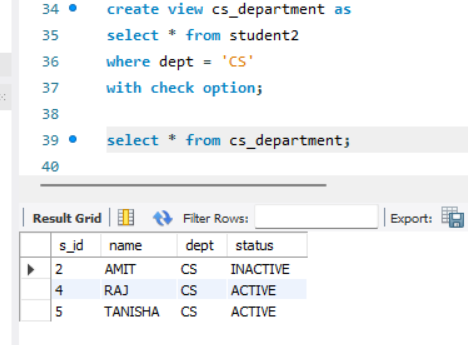 34 create view cs_department as
35 select * from student2
36 where dept = 'CS'
37 with check option;
38
39 select * from cs_department;
40
Result Grid Filter Rows: Export:
s_id name dept status
2 AMIT CS INACTIVE
4 RAJ CS ACTIVE
5 TANISHA CS ACTIVE